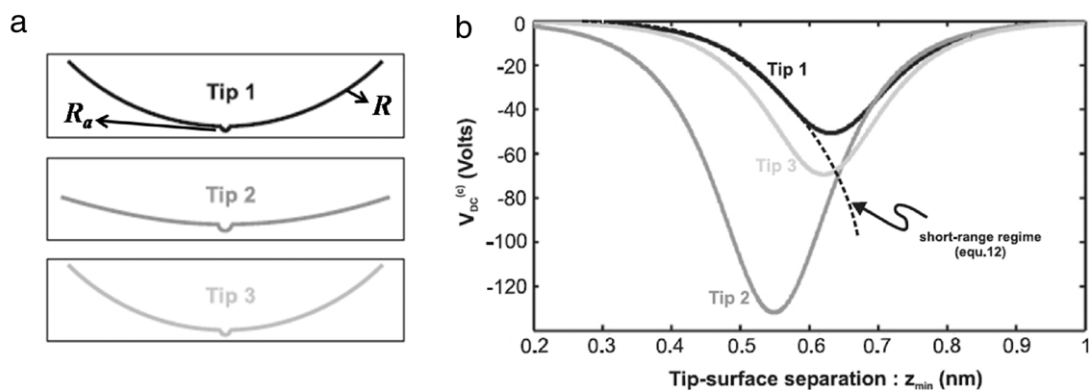 a
Tip 1
R
Rₐ
Tip 2
Tip 3
b
0
-20
-40
-60
-80
-100
-120
V_DC^(c) (Volts)
Tip 1
Tip 3
Tip 2
short-range regime
(equ.12)
0.2 0.3 0.4 0.5 0.6 0.7 0.8 0.9 1
Tip-surface separation : z_min (nm)